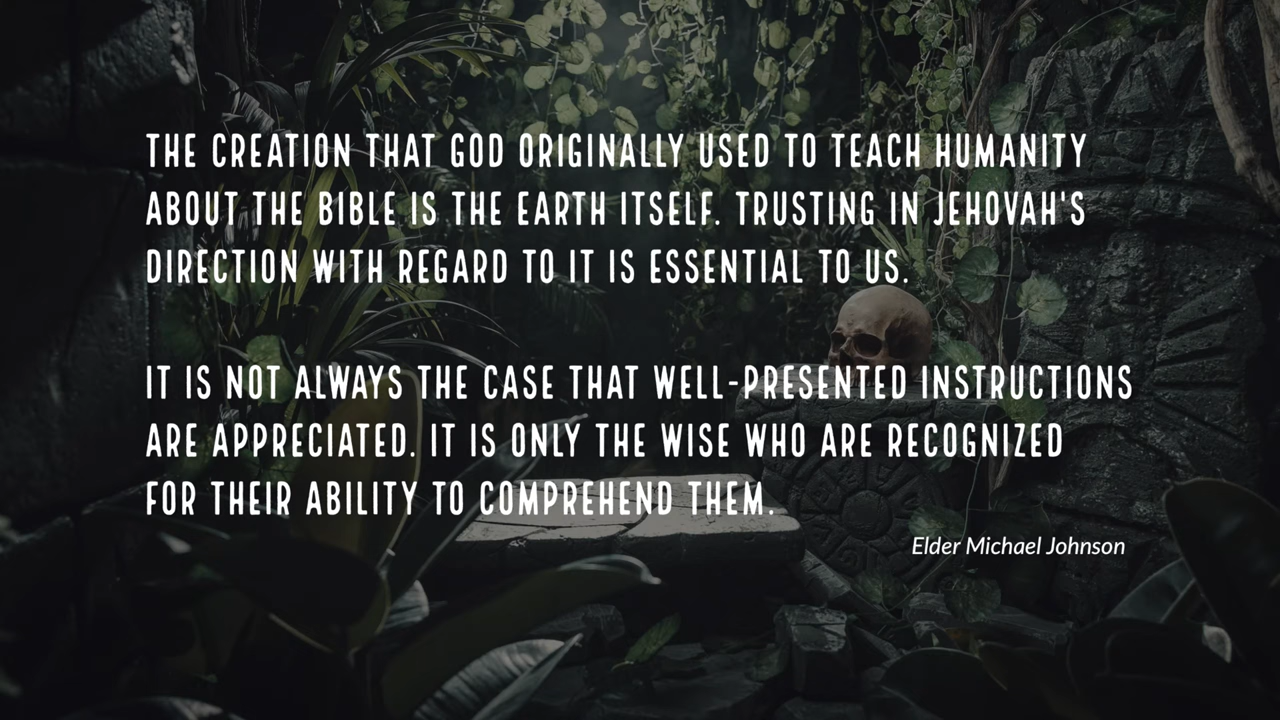 THE CREATION THAT GOD ORIGINALLY USED TO TEACH HUMANITY
ABOUT THE BIBLE IS THE EARTH ITSELF. TRUSTING IN JEHOVAH'S
DIRECTION WITH REGARD TO IT IS ESSENTIAL TO US.
IT IS NOT ALWAYS THE CASE THAT WELL-PRESENTED INSTRUCTIONS
ARE APPRECIATED. IT IS ONLY THE WISE WHO ARE RECOGNIZED
FOR THEIR ABILITY TO COMPREHEND THEM.
Elder Michael Johnson